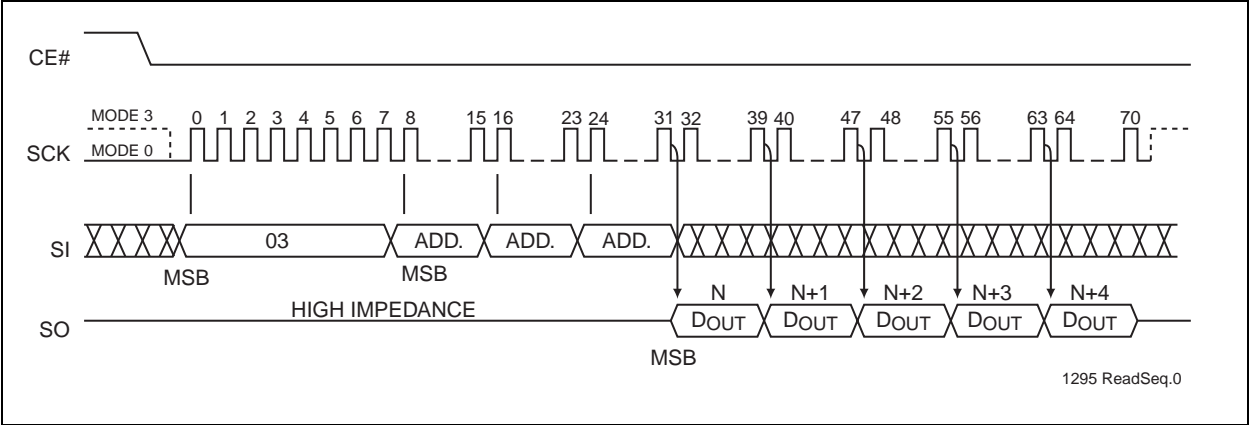 CE#
MODE 3
0 1 2 3 4 5 6 7 8 15 16 23 24 31 32 39 40 47 48 55 56 63 64 70
SCK
MODE 0
SI
03 ADD. ADD. ADD.
MSB MSB
HIGH IMPEDANCE
N N+1 N+2 N+3 N+4
SO
DOUT DOUT DOUT DOUT DOUT
MSB
1295 ReadSeq.0